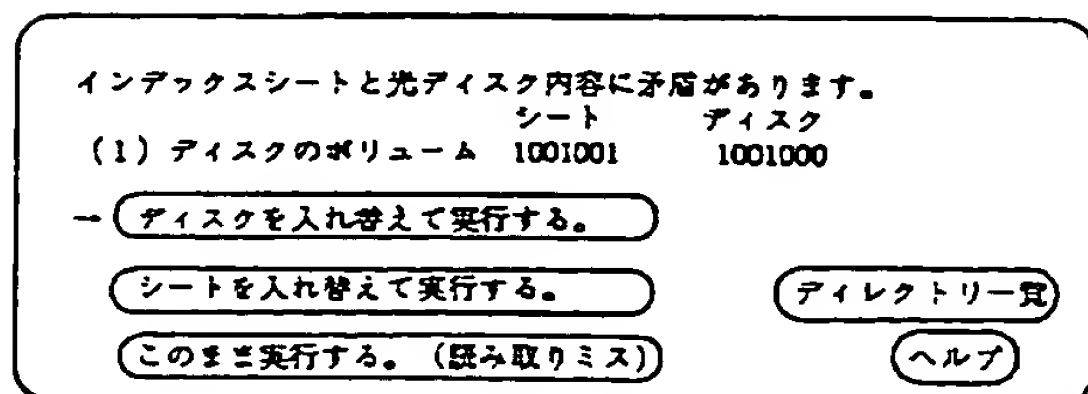 インデックスシートと光ディスク内容に矛盾があります。
シート ディスク
(1)ディスクのボリューム 1001001 1001000
→ ディスクを入れ替えて実行する。
シートを入れ替えて実行する。 ディレクトリ一覧
このまま実行する。(読み取りミス) ヘルプ